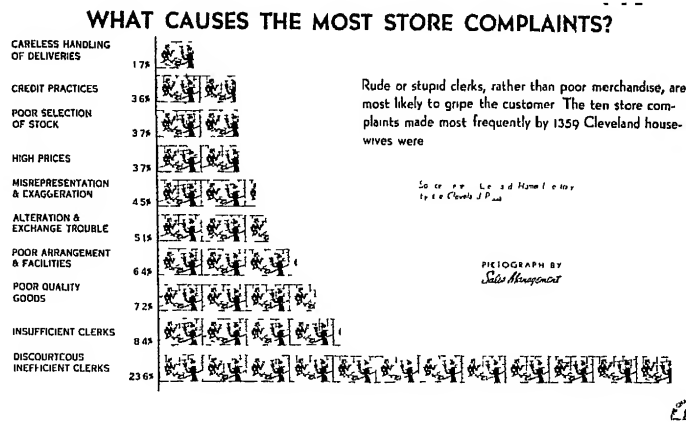 WHAT CAUSES THE MOST STORE COMPLAINTS?
CARELESS HANDLING
OF DELIVERIES
17%
CREDIT PRACTICES
36%
POOR SELECTION
OF STOCK
37%
HIGH PRICES
37%
MISREPRESENTATION
& EXAGGERATION
45%
ALTERATION &
EXCHANGE TROUBLE
51%
POOR ARRANGEMENT
& FACILITIES
64%
POOR QUALITY
GOODS
72%
INSUFFICIENT CLERKS
84%
DISCOURTEOUS
INEFFICIENT CLERKS
236%
Rude or stupid clerks, rather than poor merchandise, are
most likely to gripe the customer The ten store com-
plaints made most frequently by 1359 Cleveland house-
wives were
PICTOGRAPH BY
Sales Management